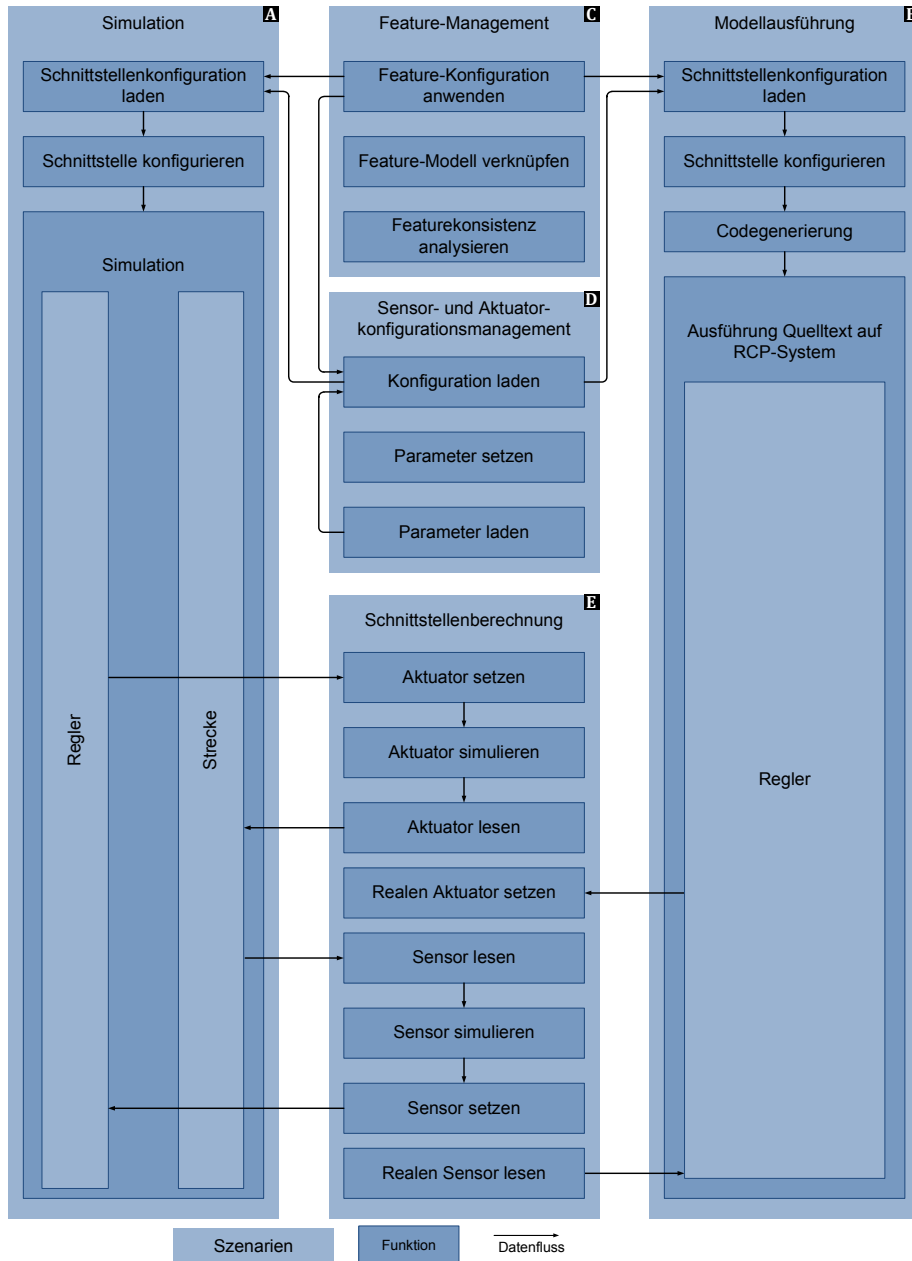 A
Simulation
Schnittstellenkonfiguration
laden
Schnittstelle konfigurieren
Simulation
Regler
Strecke
C
Feature-Management
Feature-Konfiguration
anwenden
Feature-Modell verknüpfen
Featurekonsistenz
analysieren
D
Sensor- und Aktuator-
konfigurationsmanagement
Konfiguration laden
Parameter setzen
Parameter laden
E
Schnittstellenberechnung
Aktuator setzen
Aktuator simulieren
Aktuator lesen
Realen Aktuator setzen
Sensor lesen
Sensor simulieren
Sensor setzen
Realen Sensor lesen
Modellausführung
Schnittstellenkonfiguration
laden
Schnittstelle konfigurieren
Codegenerierung
Ausführung Quelltext auf
RCP-System
Regler
Szenarien
Funktion
Datenfluss